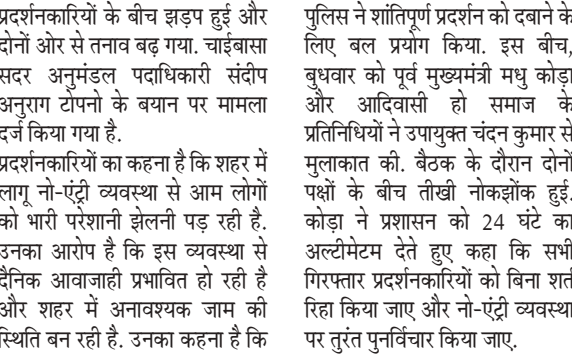 प्रदर्शनकारियों के बीच झड़प हुई और
दोनों ओर से तनाव बढ़ गया. चाईबासा
सदर अनुमंडल पदाधिकारी संदीप
अनुराग टोपनो के बयान पर मामला
दर्ज किया गया है.
प्रदर्शनकारियों का कहना है कि शहर में
लागू नो-एंट्री व्यवस्था से आम लोगों
को भारी परेशानी झेलनी पड़ रही है.
उनका आरोप है कि इस व्यवस्था से
दैनिक आवाजाही प्रभावित हो रही है
और शहर में अनावश्यक जाम की
स्थिति बन रही है. उनका कहना है कि
पुलिस ने शांतिपूर्ण प्रदर्शन को दबाने के
लिए बल प्रयोग किया. इस बीच,
बुधवार को पूर्व मुख्यमंत्री मधु कोड़ा
और आदिवासी हो समाज के
प्रतिनिधियों ने उपायुक्त चंदन कुमार से
मुलाकात की. बैठक के दौरान दोनों
पक्षों के बीच तीखी नोकझोंक हुई.
कोड़ा ने प्रशासन को 24 घंटे का
अल्टीमेटम देते हुए कहा कि सभी
गिरफ्तार प्रदर्शनकारियों को बिना शर्त
रिहा किया जाए और नो-एंट्री व्यवस्था
पर तुरंत पुनर्विचार किया जाए.